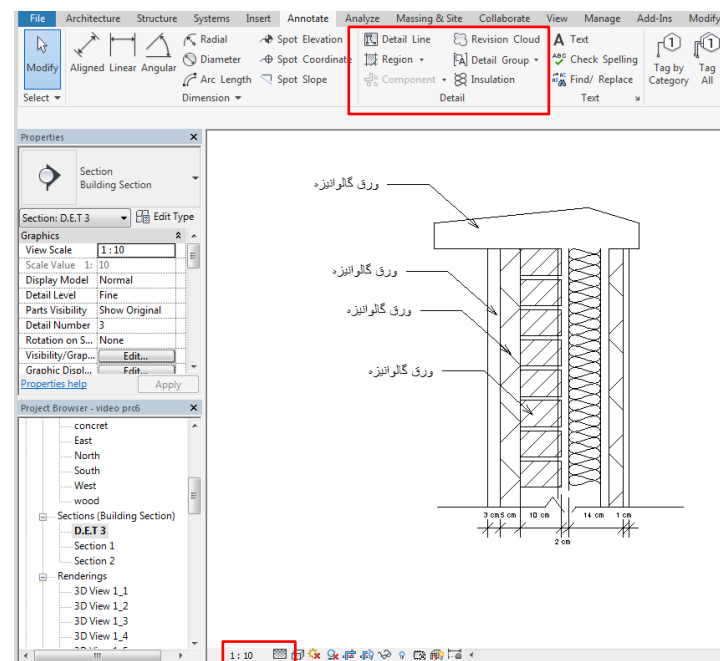 File Architecture Structure Systems Insert Annotate Analyze Massing & Site Collaborate View Manage Add-Ins Modify
Modify
Select
Aligned Linear Angular
Radial
Diameter
Arc Length
Spot Elevation
Spot Coordinate
Spot Slope
Dimension
Detail Line
Region
Component
Revision Cloud
Detail Group
Insulation
Detail
A Text
ABC Check Spelling
Find/ Replace
Text
1
Tag by
Category
1
Tag
All
Properties
Section
Building Section
Section: D.E.T 3
Edit Type
Graphics
View Scale 1 : 10
Scale Value 1: 10
Display Model Normal
Detail Level Fine
Parts Visibility Show Original
Detail Number 3
Rotation on S... None
Visibility/Grap... Edit...
Graphic Displ... Edit...
Properties help
Apply
Project Browser - video pro6
concret
East
North
South
West
wood
Sections (Building Section)
D.E.T 3
Section 1
Section 2
Renderings
3D View 1_1
3D View 1_2
3D View 1_3
3D View 1_4
ورق گالوانیزه
ورق گالوانیزه
ورق گالوانیزه
ورق گالوانیزه
3 cm 5 cm 10 cm 14 cm 1 cm
2 cm
1 : 10